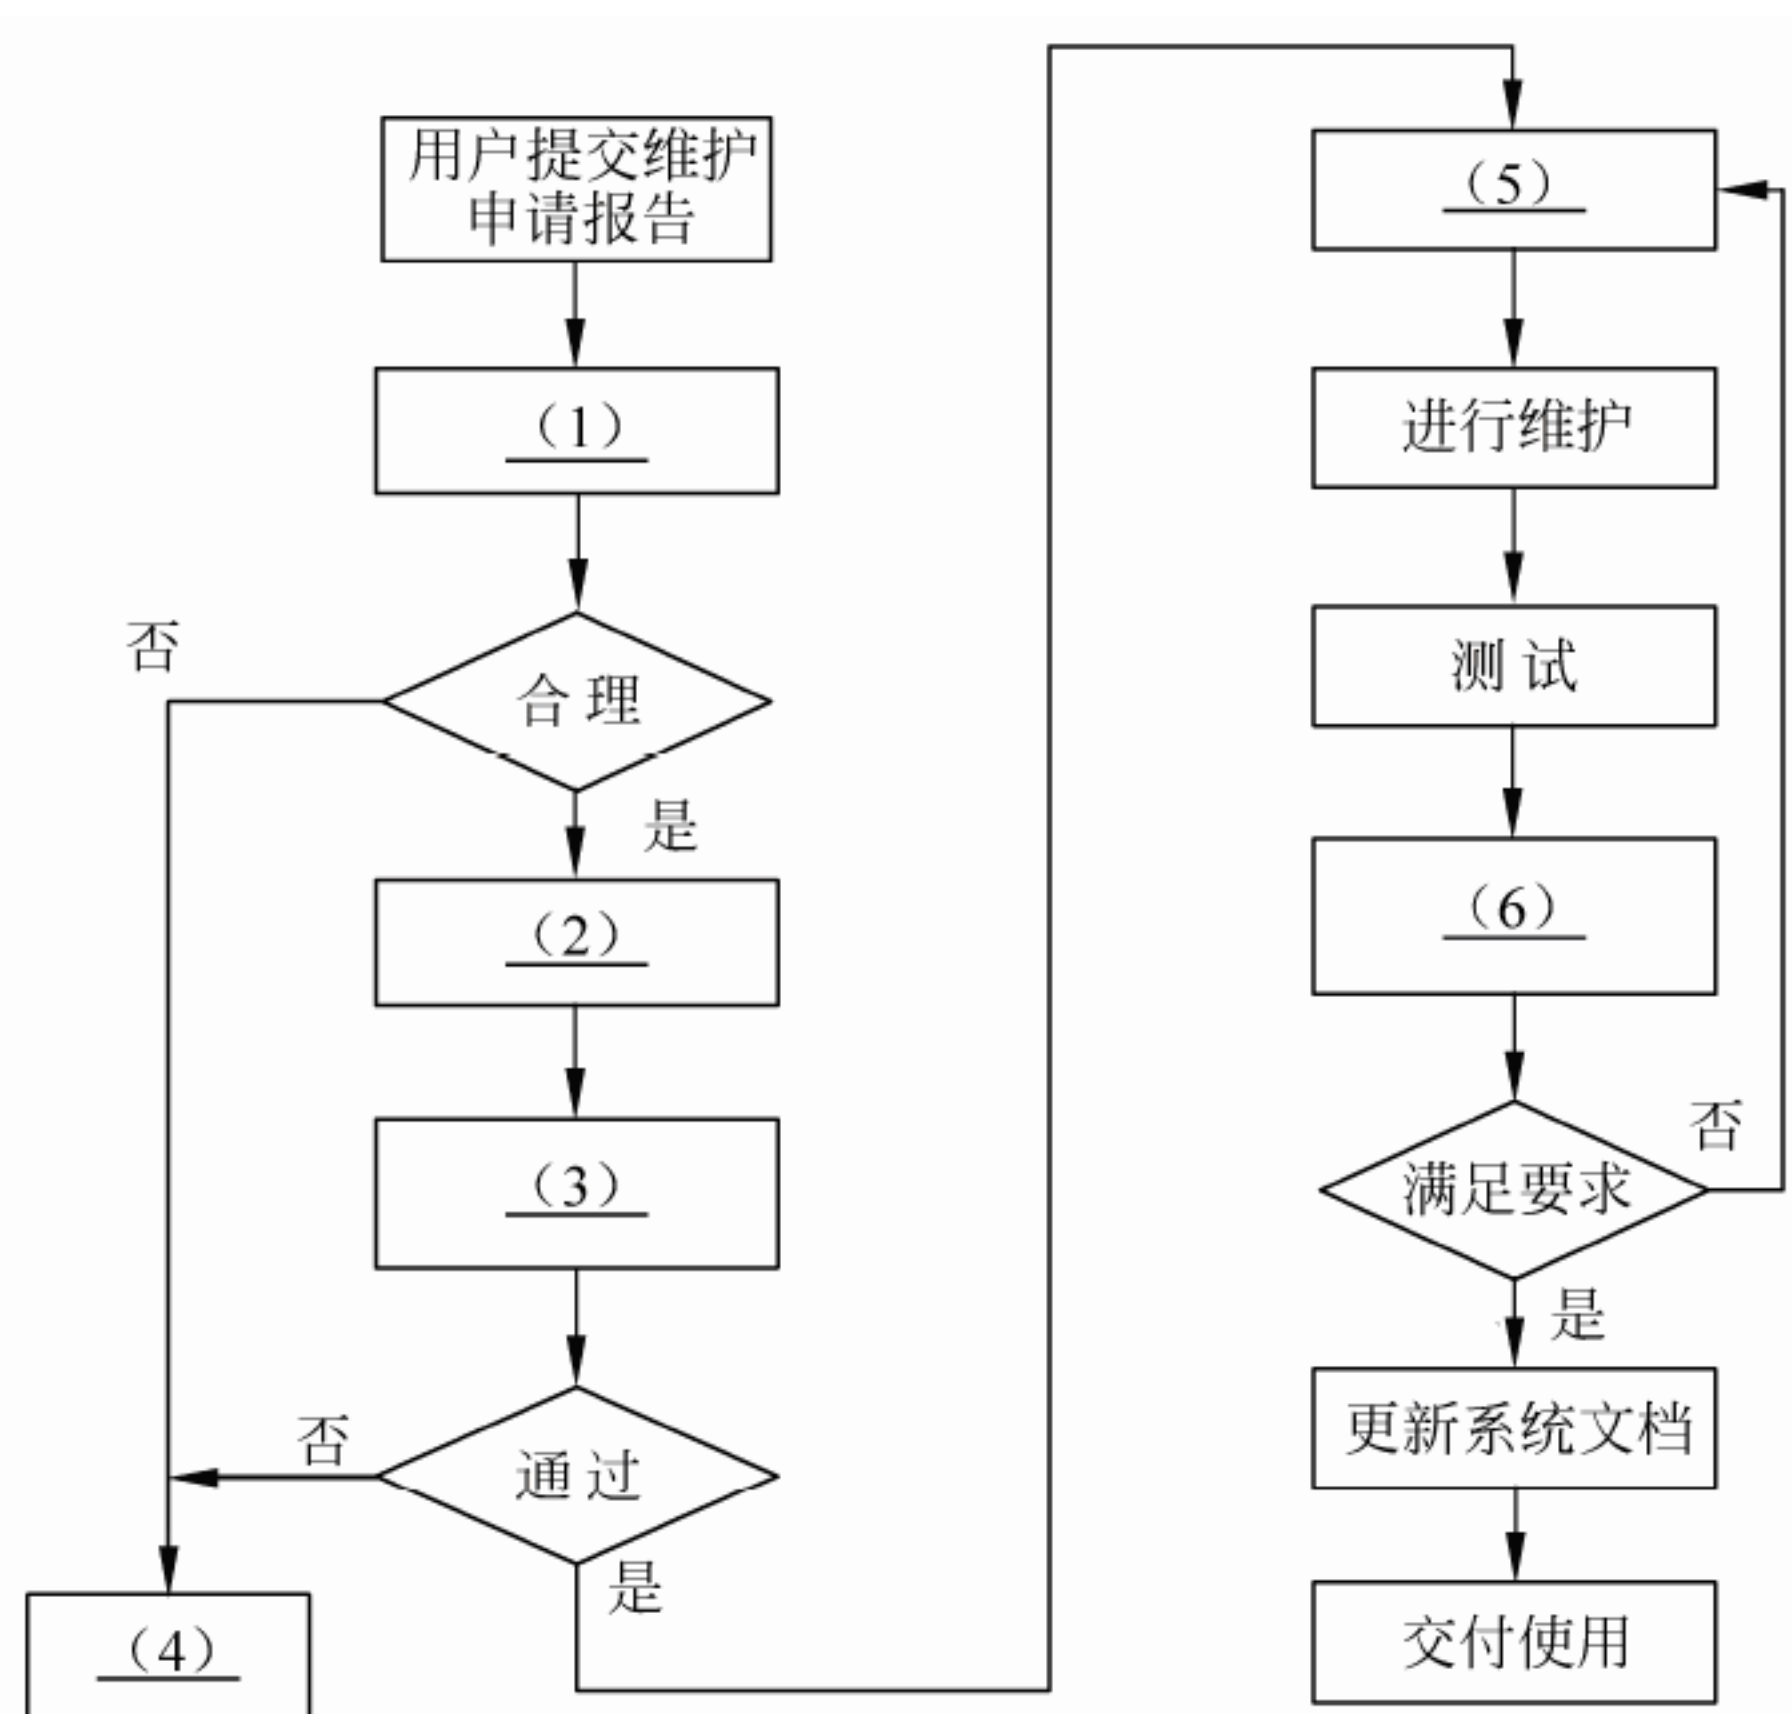 用户提交维护
申请报告
（1）
否
合理
是
（2）
（3）
否
通过
是
（4）
（5）
进行维护
测试
（6）
否
满足要求
是
更新系统文档
交付使用